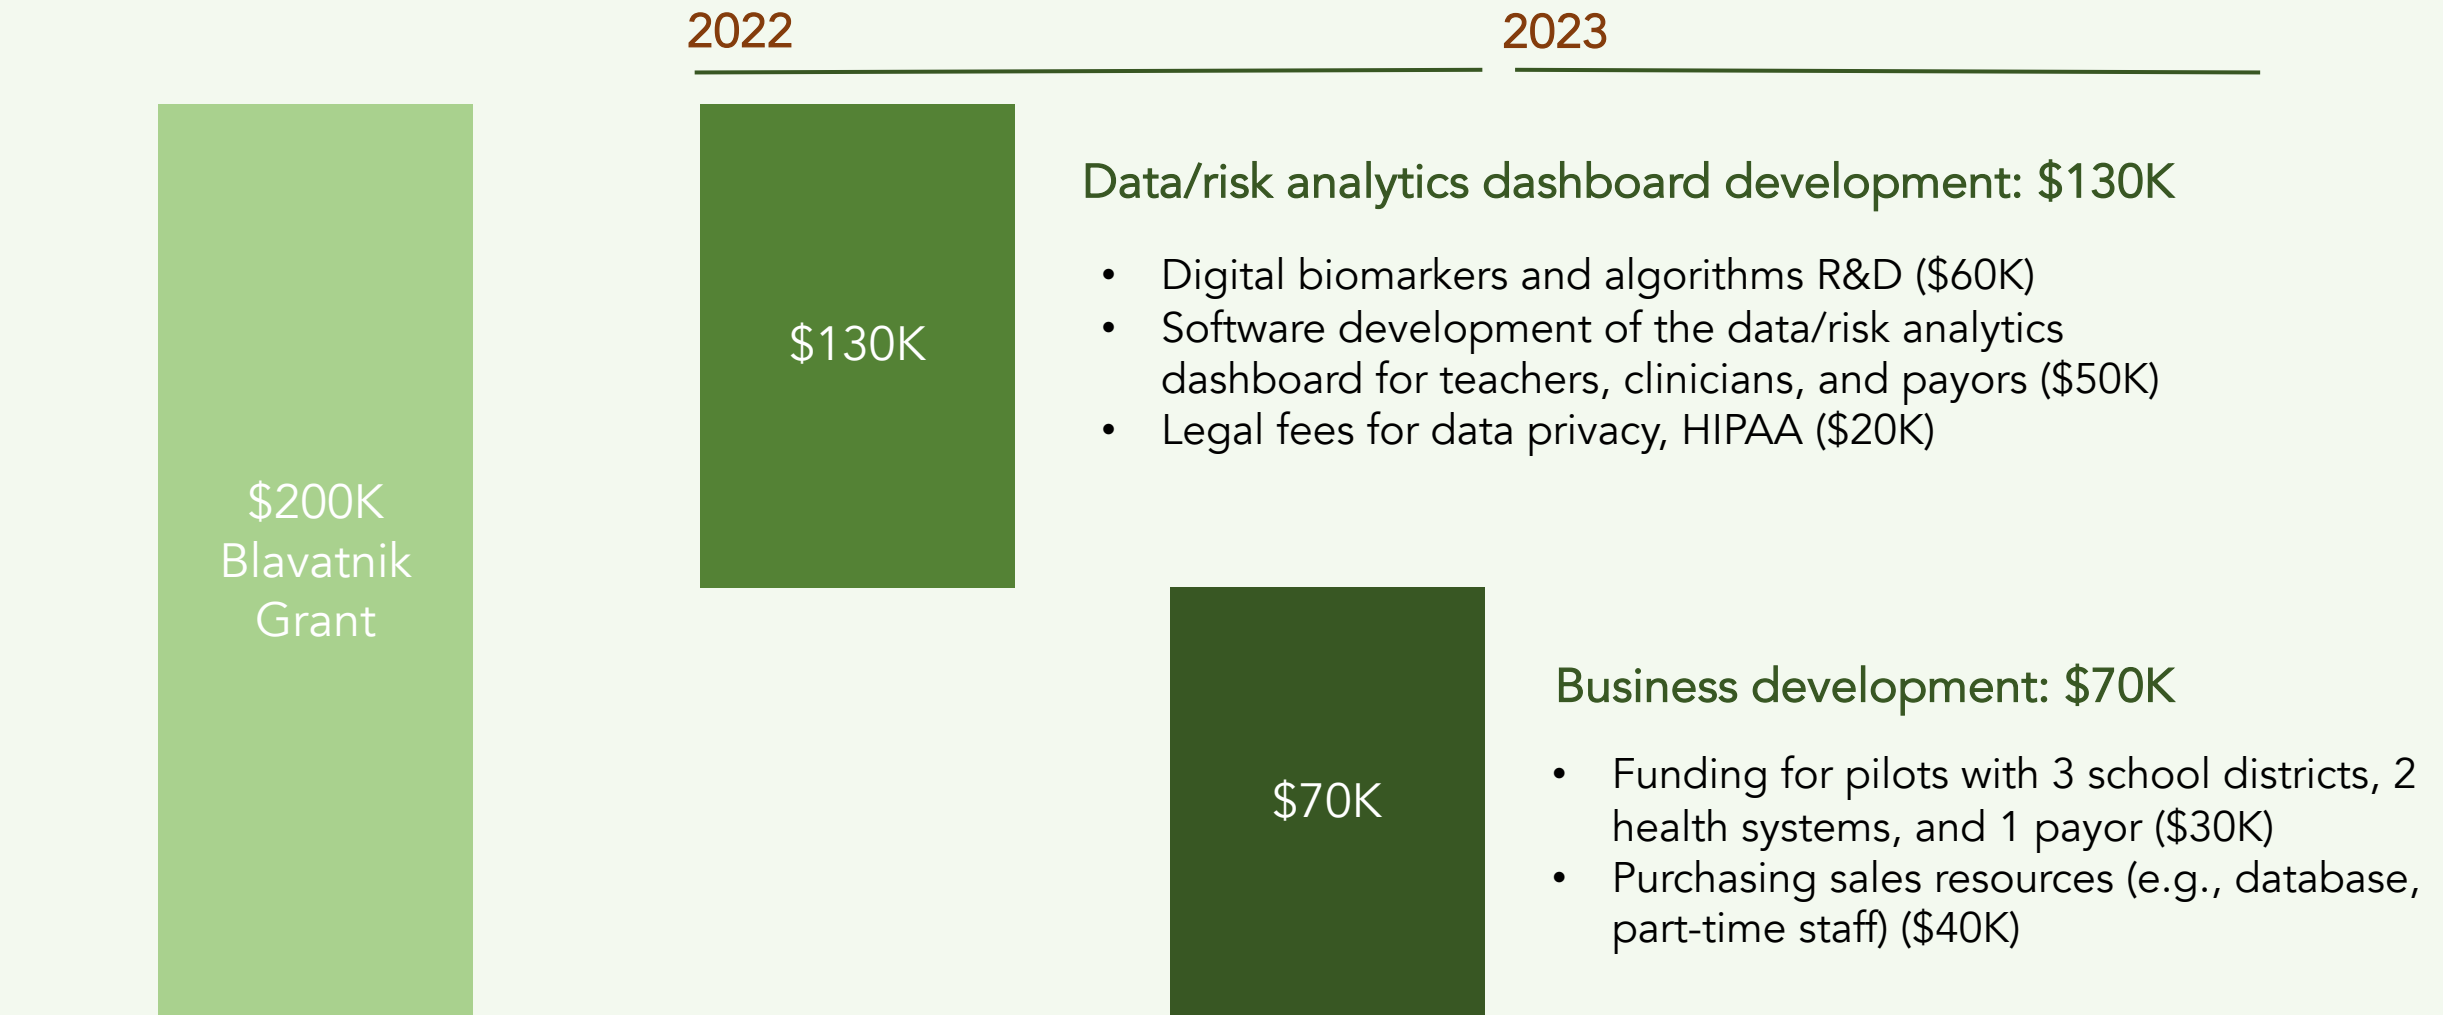 2022
2023
$200K
Blavatnik
Grant
$130K
Data/risk analytics dashboard development: $130K
• Digital biomarkers and algorithms R&D ($60K)
• Software development of the data/risk analytics
dashboard for teachers, clinicians, and payors ($50K)
• Legal fees for data privacy, HIPAA ($20K)
$70K
Business development: $70K
• Funding for pilots with 3 school districts, 2
health systems, and 1 payor ($30K)
• Purchasing sales resources (e.g., database,
part-time staff) ($40K)